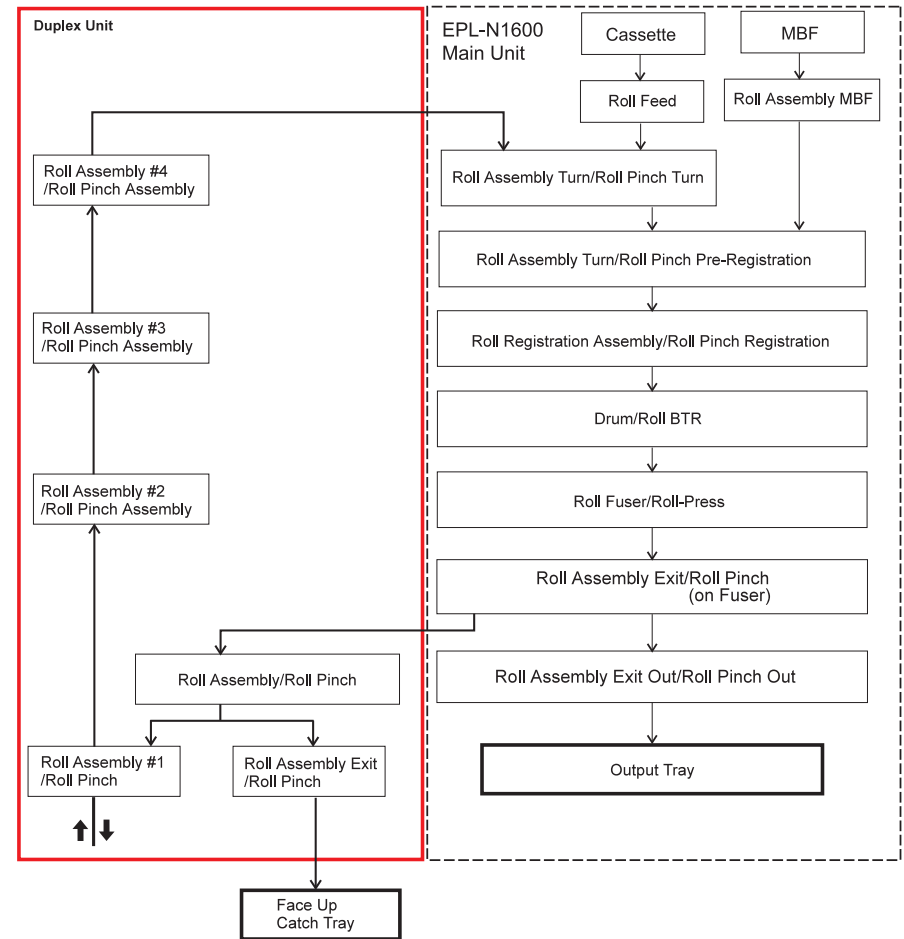 Duplex Unit
EPL-N1600
Main Unit
Cassette
MBF
Roll Feed
Roll Assembly MBF
Roll Assembly #4
/Roll Pinch Assembly
Roll Assembly Turn/Roll Pinch Turn
Roll Assembly Turn/Roll Pinch Pre-Registration
Roll Assembly #3
/Roll Pinch Assembly
Roll Registration Assembly/Roll Pinch Registration
Drum/Roll BTR
Roll Assembly #2
/Roll Pinch Assembly
Roll Fuser/Roll-Press
Roll Assembly Exit/Roll Pinch
(on Fuser)
Roll Assembly/Roll Pinch
Roll Assembly Exit Out/Roll Pinch Out
Roll Assembly #1
/Roll Pinch
Roll Assembly Exit
/Roll Pinch
Output Tray
Face Up
Catch Tray